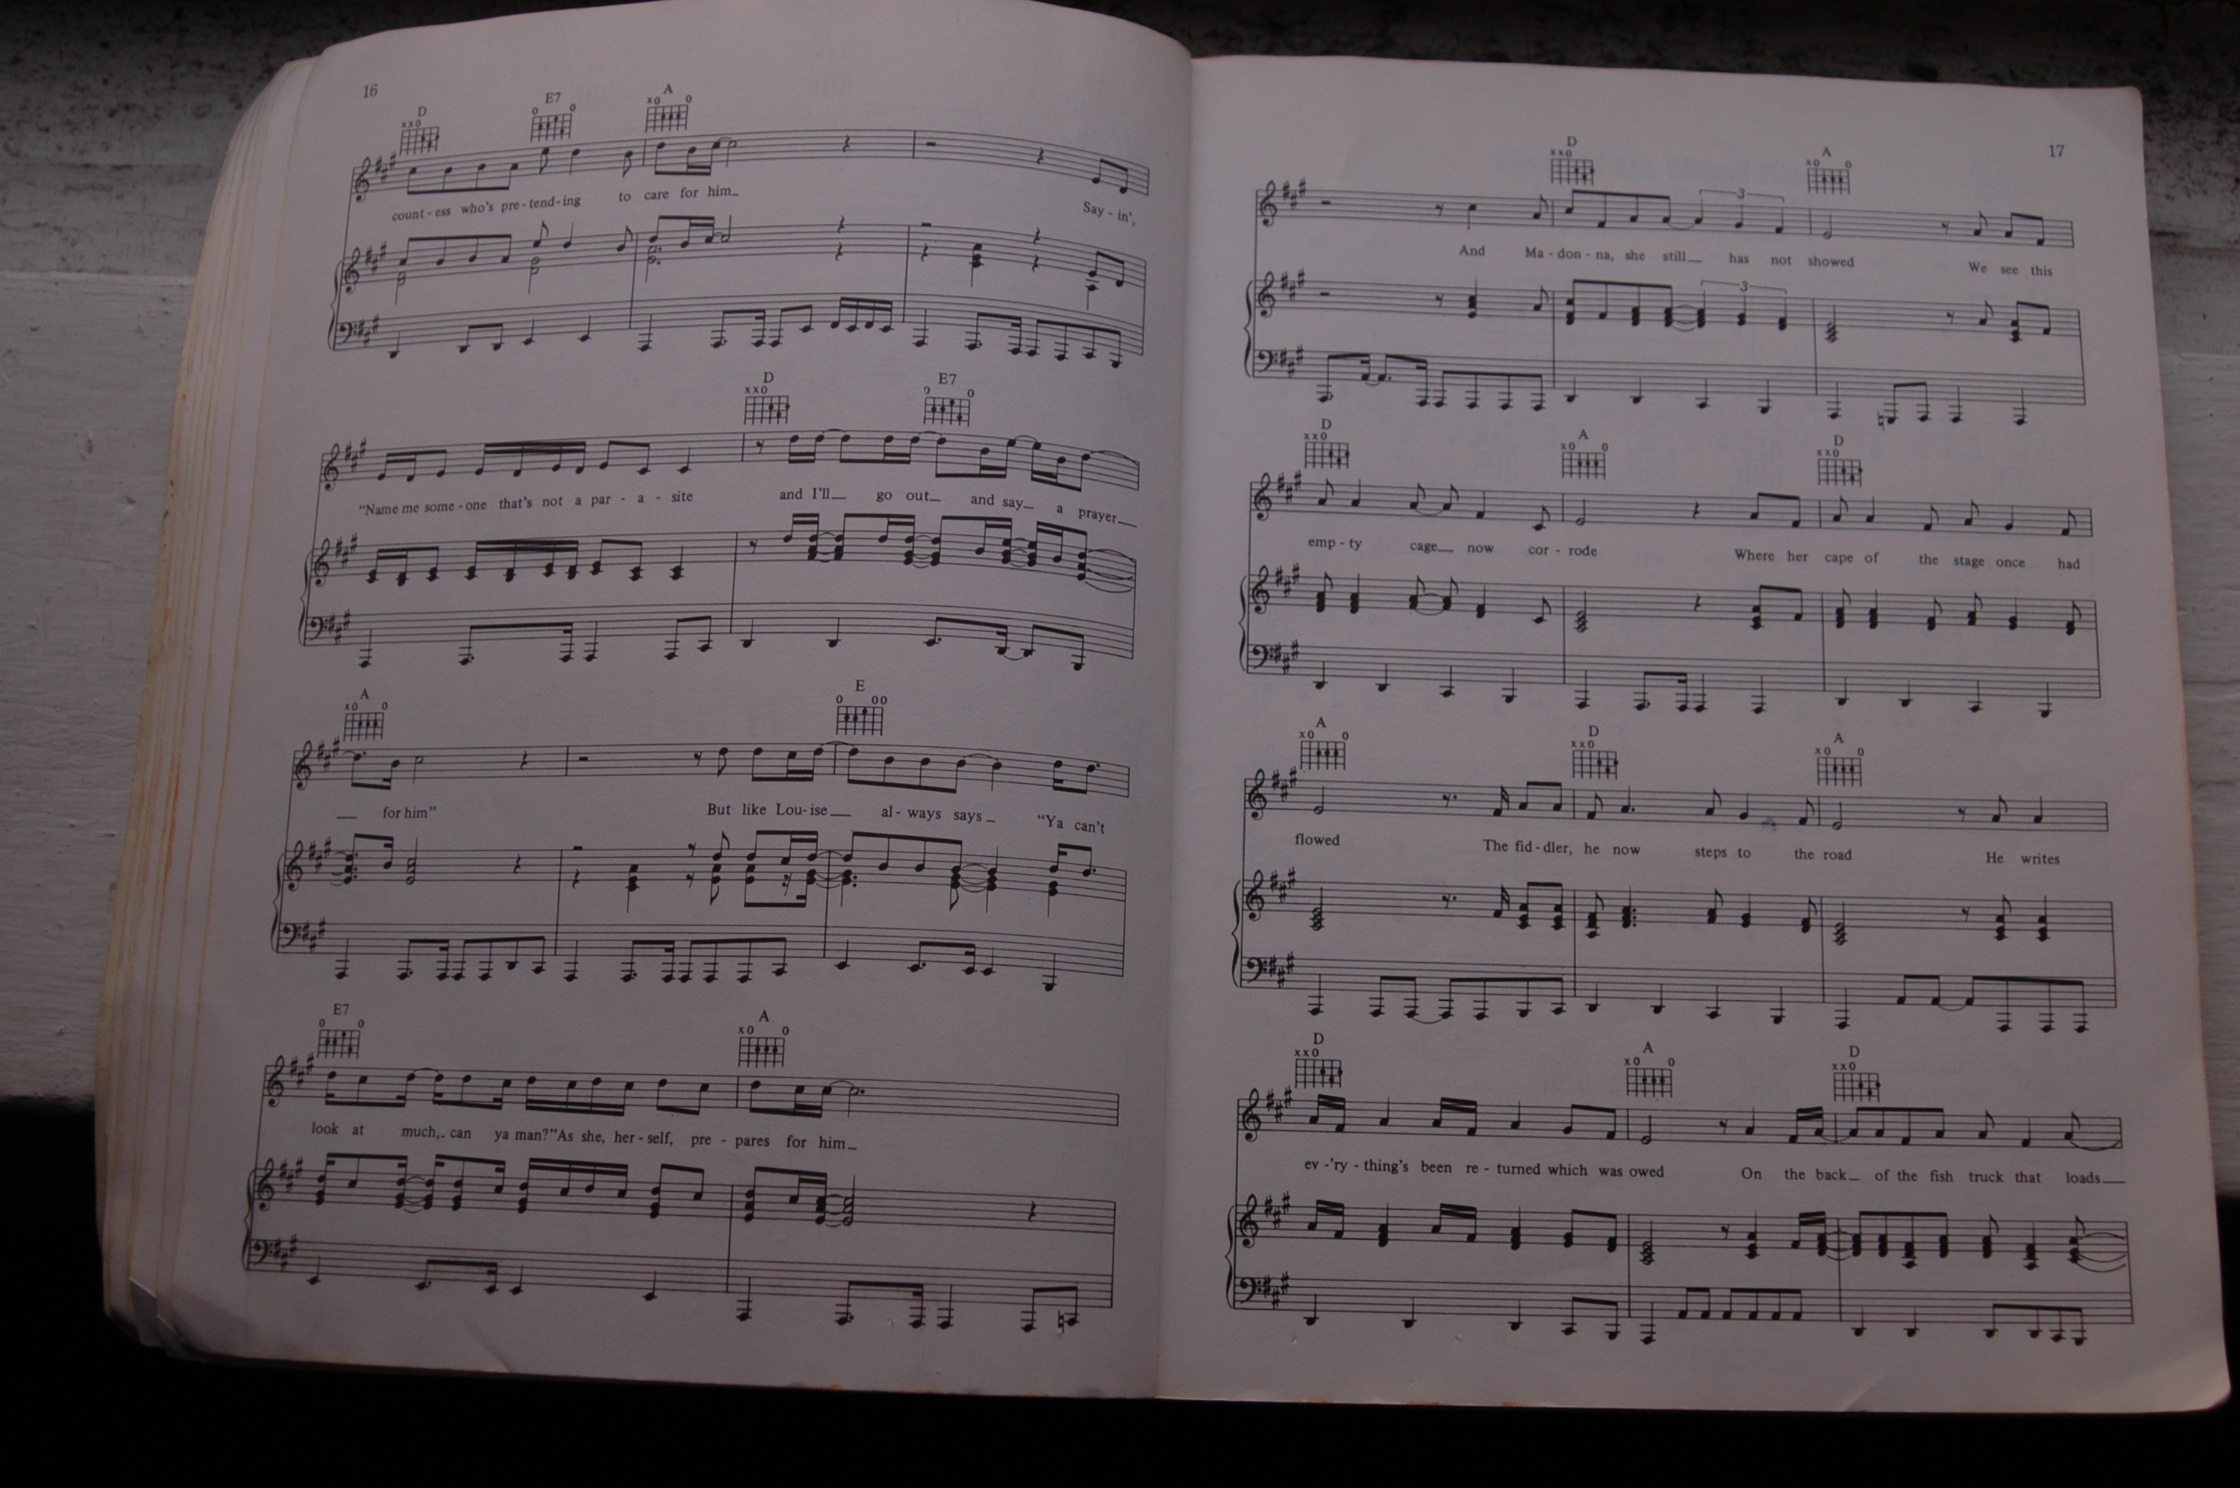 16
D E7 A
count - ess who's pre - tend - ing to care for him_ Say - in',
D E7
"Name me some - one that's not a par - a - site and I'll_ go out_ and say_ a prayer_
A E
_ for him" But like Lou - ise_ al - ways says_ "Ya can't
E7 A
look at much,_ can ya man?" As she, her - self, pre - pares for him_
17
D A
3
And Ma - don - na, she still_ has not showed We see this
3
D A D
emp - ty cage_ now cor - rode Where her cape of the stage once had
A D A
flowed The fid - dler, he now steps to the road He writes
D A D
ev - 'ry - thing's been re - turned which was owed On the back_ of the fish truck that loads_